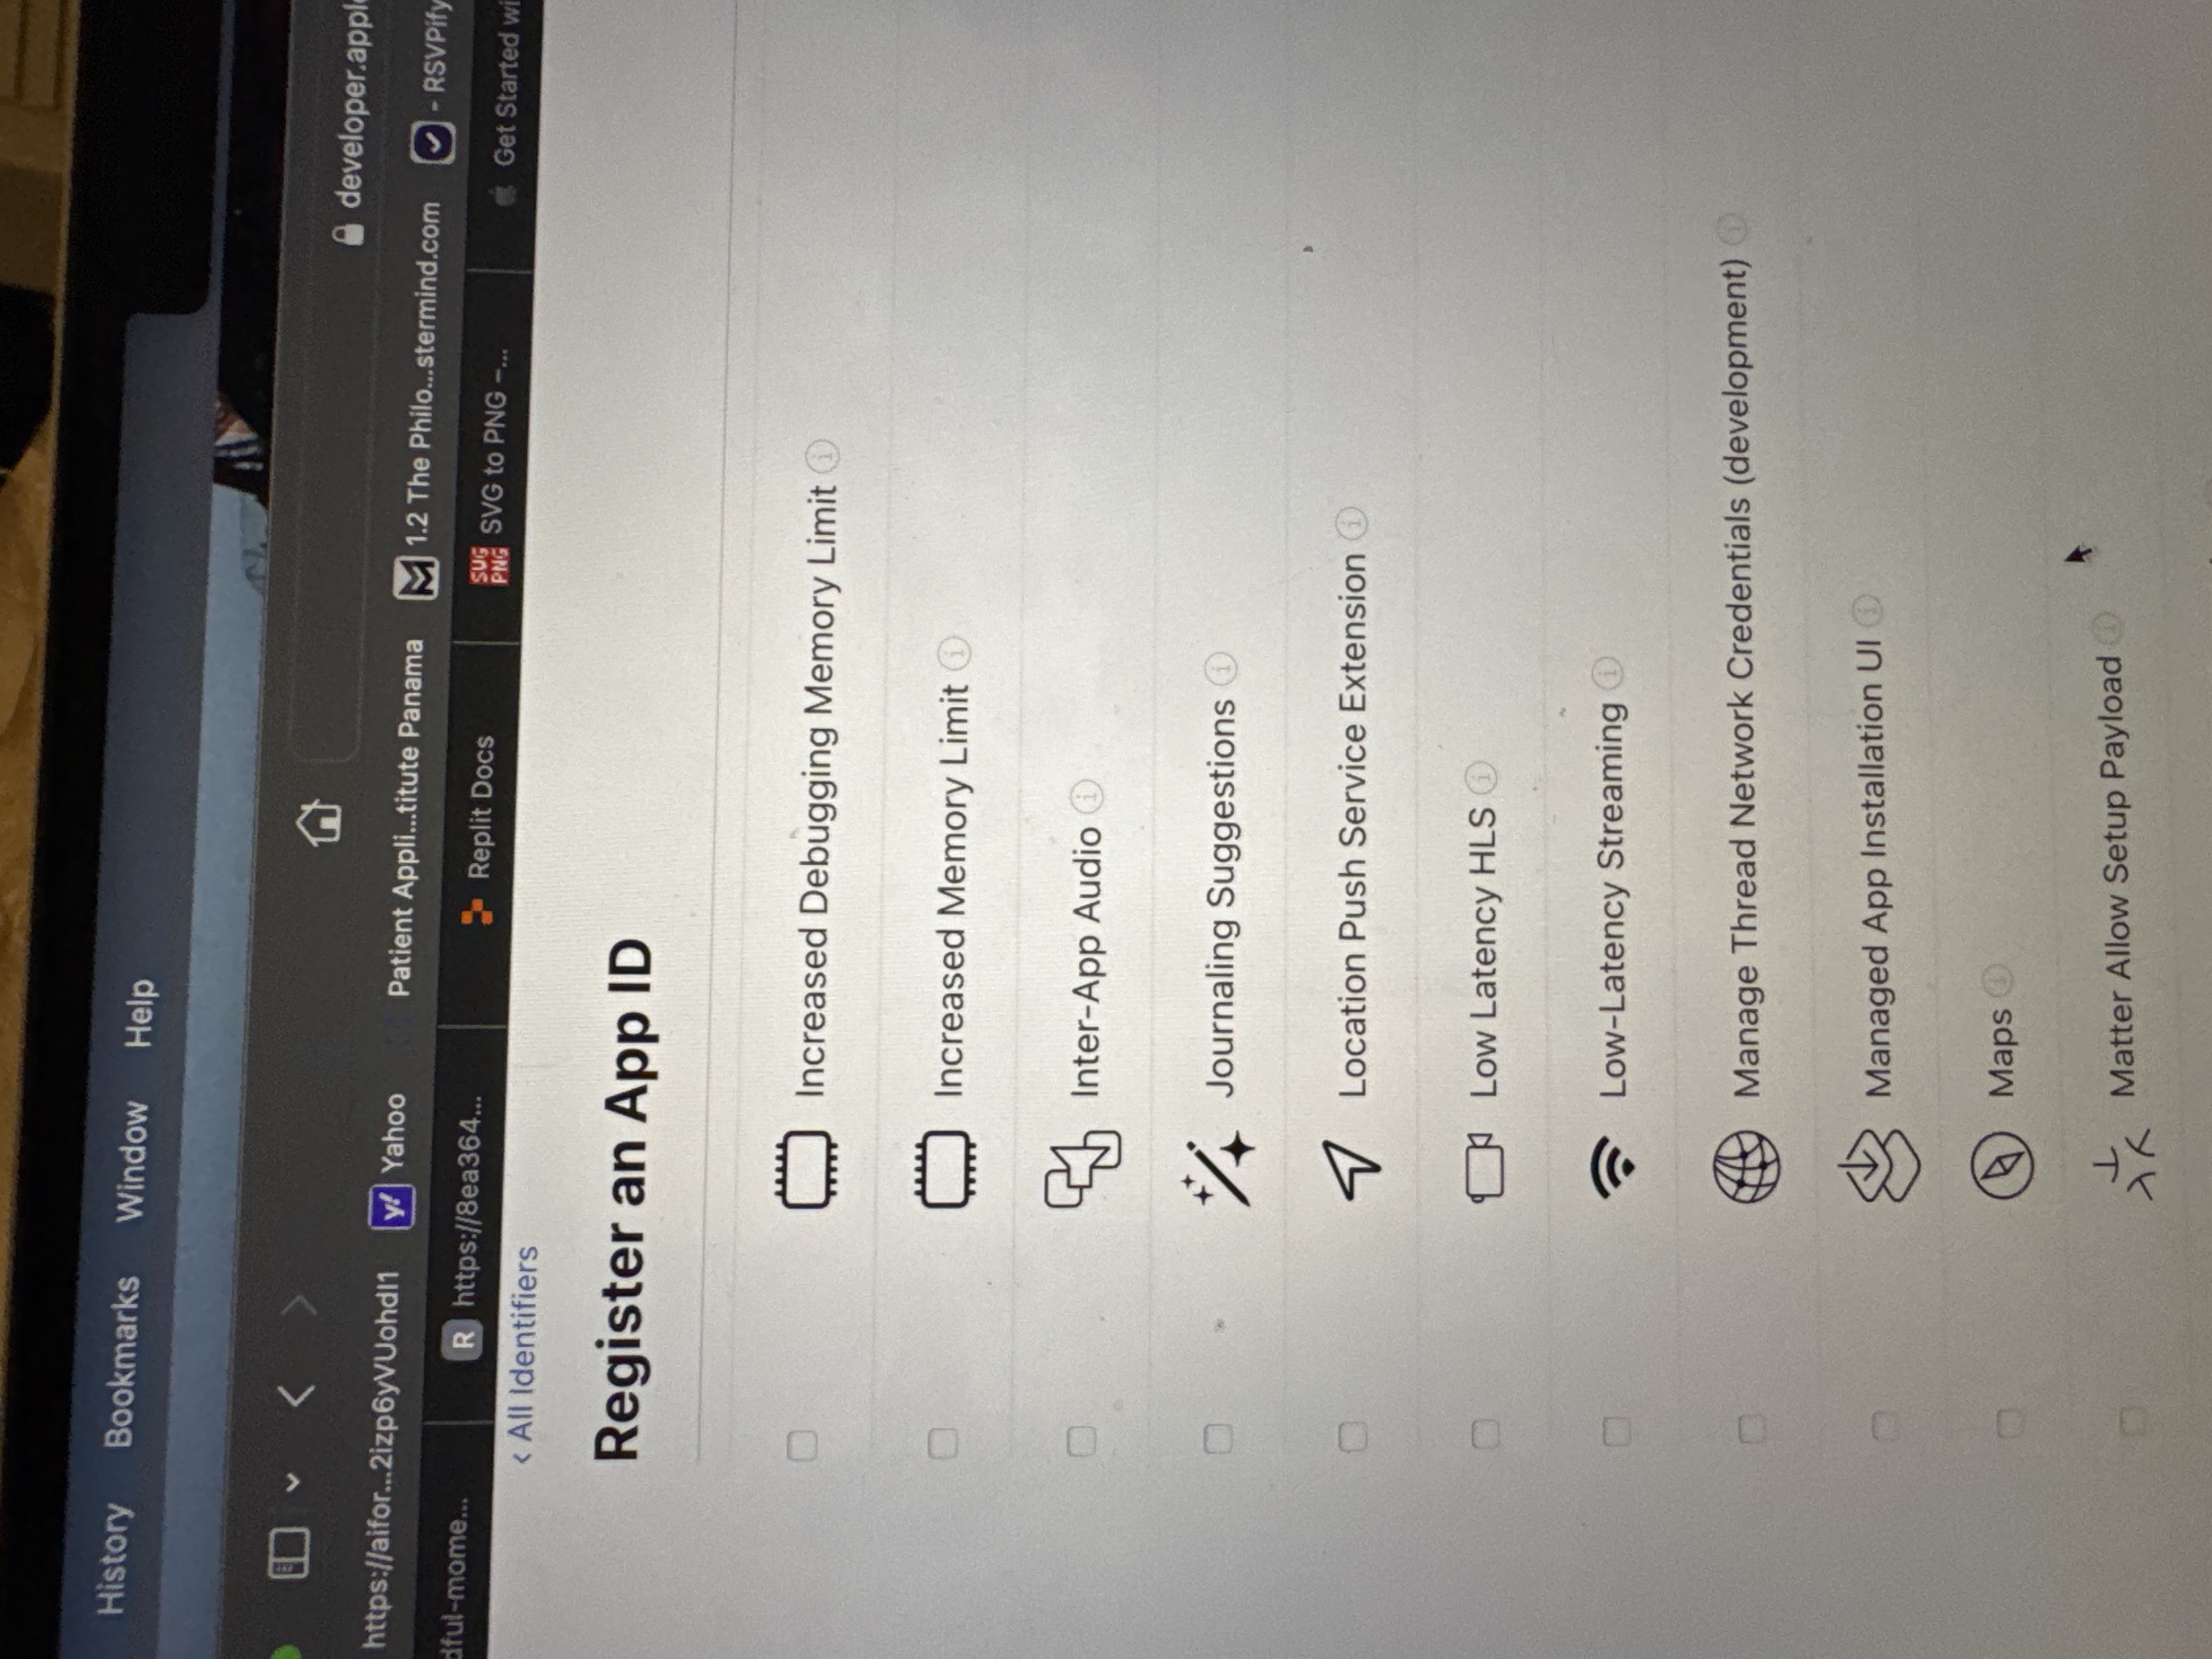 History Bookmarks Window Help
developer.appl
https://aifor...2izp6yVUohdI1 y! Yahoo Patient Appli...titute Panama 1.2 The Philo...stermind.com - RSVPify
dful-mome... R https://8ea364... Replit Docs SVG PNG SVG to PNG –... Get Started wi
< All Identifiers
Register an App ID
Increased Debugging Memory Limit
Increased Memory Limit
Inter-App Audio
Journaling Suggestions
Location Push Service Extension
Low Latency HLS
Low-Latency Streaming
Manage Thread Network Credentials (development)
Managed App Installation UI
Maps
Matter Allow Setup Payload